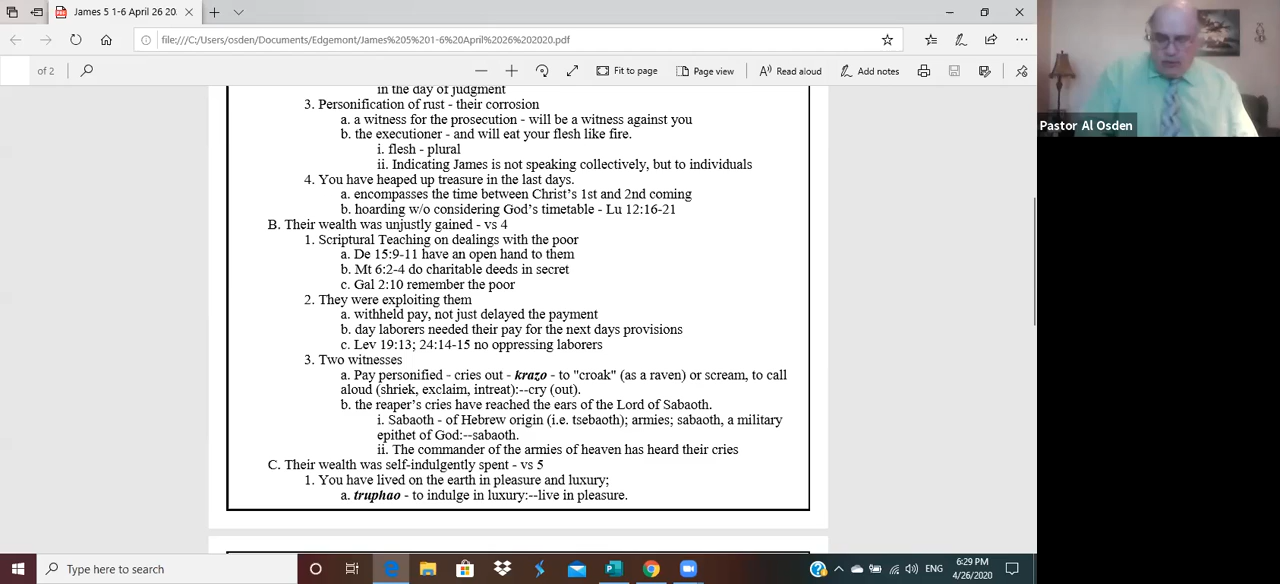 James 5 1-6 April 26 20
file:///C:/Users/osden/Documents/Edgemont/James%205%201-6%20April%2026%202020.pdf
of 2
Fit to page
Page view
Read aloud
Add notes
Pastor Al Osden
in the day of judgment
3. Personification of rust - their corrosion
a. a witness for the prosecution - will be a witness against you
b. the executioner - and will eat your flesh like fire.
i. flesh - plural
ii. Indicating James is not speaking collectively, but to individuals
4. You have heaped up treasure in the last days.
a. encompasses the time between Christ's 1st and 2nd coming
b. hoarding w/o considering God's timetable - Lu 12:16-21
B. Their wealth was unjustly gained - vs 4
1. Scriptural Teaching on dealings with the poor
a. De 15:9-11 have an open hand to them
b. Mt 6:2-4 do charitable deeds in secret
c. Gal 2:10 remember the poor
2. They were exploiting them
a. withheld pay, not just delayed the payment
b. day laborers needed their pay for the next days provisions
c. Lev 19:13; 24:14-15 no oppressing laborers
3. Two witnesses
a. Pay personified - cries out - krazo - to "croak" (as a raven) or scream, to call
aloud (shriek, exclaim, intreat):--cry (out).
b. the reaper's cries have reached the ears of the Lord of Sabaoth.
i. Sabaoth - of Hebrew origin (i.e. tsebaoth); armies; sabaoth, a military
epithet of God:--sabaoth.
ii. The commander of the armies of heaven has heard their cries
C. Their wealth was self-indulgently spent - vs 5
1. You have lived on the earth in pleasure and luxury;
a. truphao - to indulge in luxury:--live in pleasure.
Type here to search
ENG
6:29 PM
4/26/2020